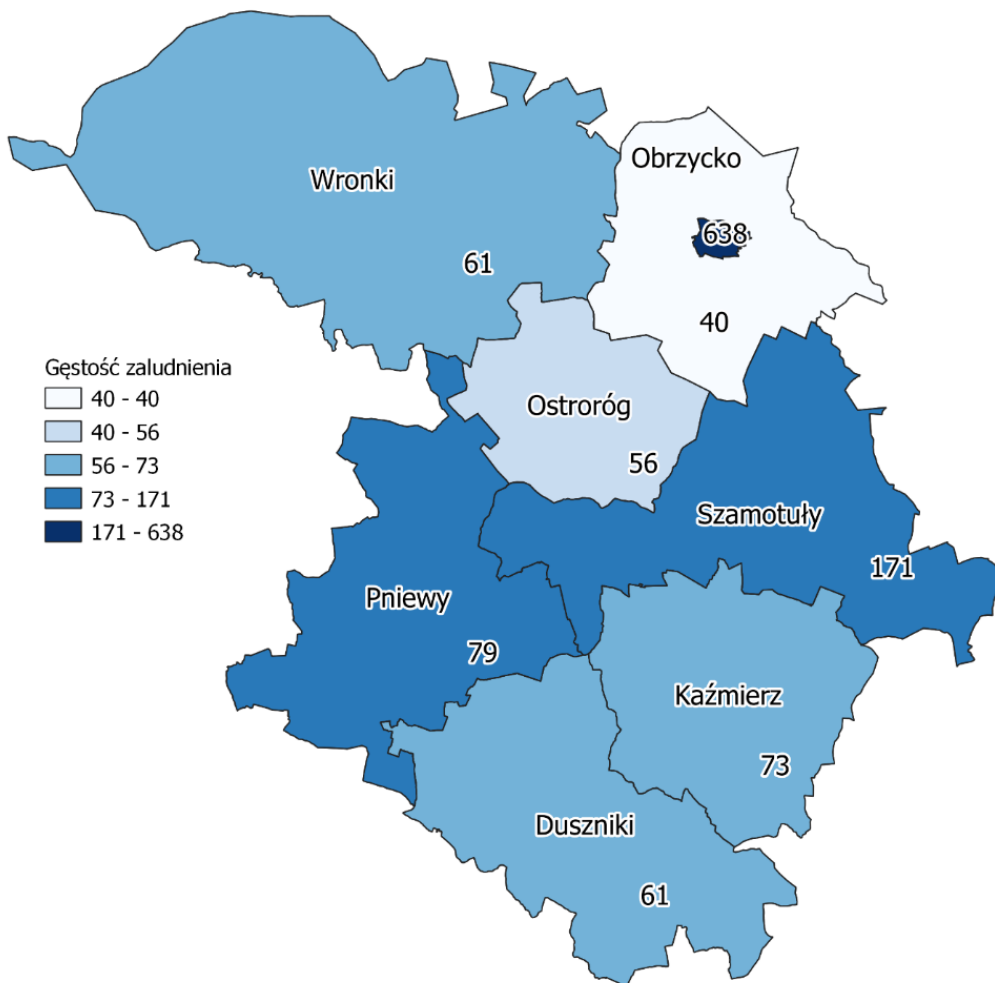 Obrzycko
Wronki
638
61
40
Gęstość zaludnienia
40 - 40
40 - 56
56 - 73
73 - 171
171 - 638
Ostroróg
56
Szamotuły
171
Pniewy
79
Kaźmierz
73
Duszniki
61